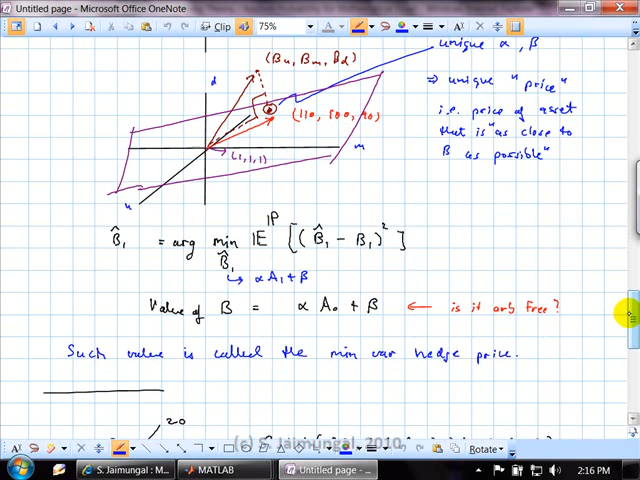 Untitled page - Microsoft Office OneNote
Clip
75%
unique α, β
(Bu, Bm, Bd)
d
⇒ unique "price"
(110, 100, 90)
i.e. price of asset
that is "as close to
B as possible"
(1,1,1)
m
u
B̂₁ = arg min E^P [(B̂₁ - B₁)²]
B̂₁
↳ αA₁ + β
Value of B = α A₀ + β ← is it arb free?
Such value is called the min var hedge price.
20
(c) S. Jaimungal, 2010
Rotate
S. Jaimungal : M...
MATLAB
Untitled page - Micr...
2:16 PM